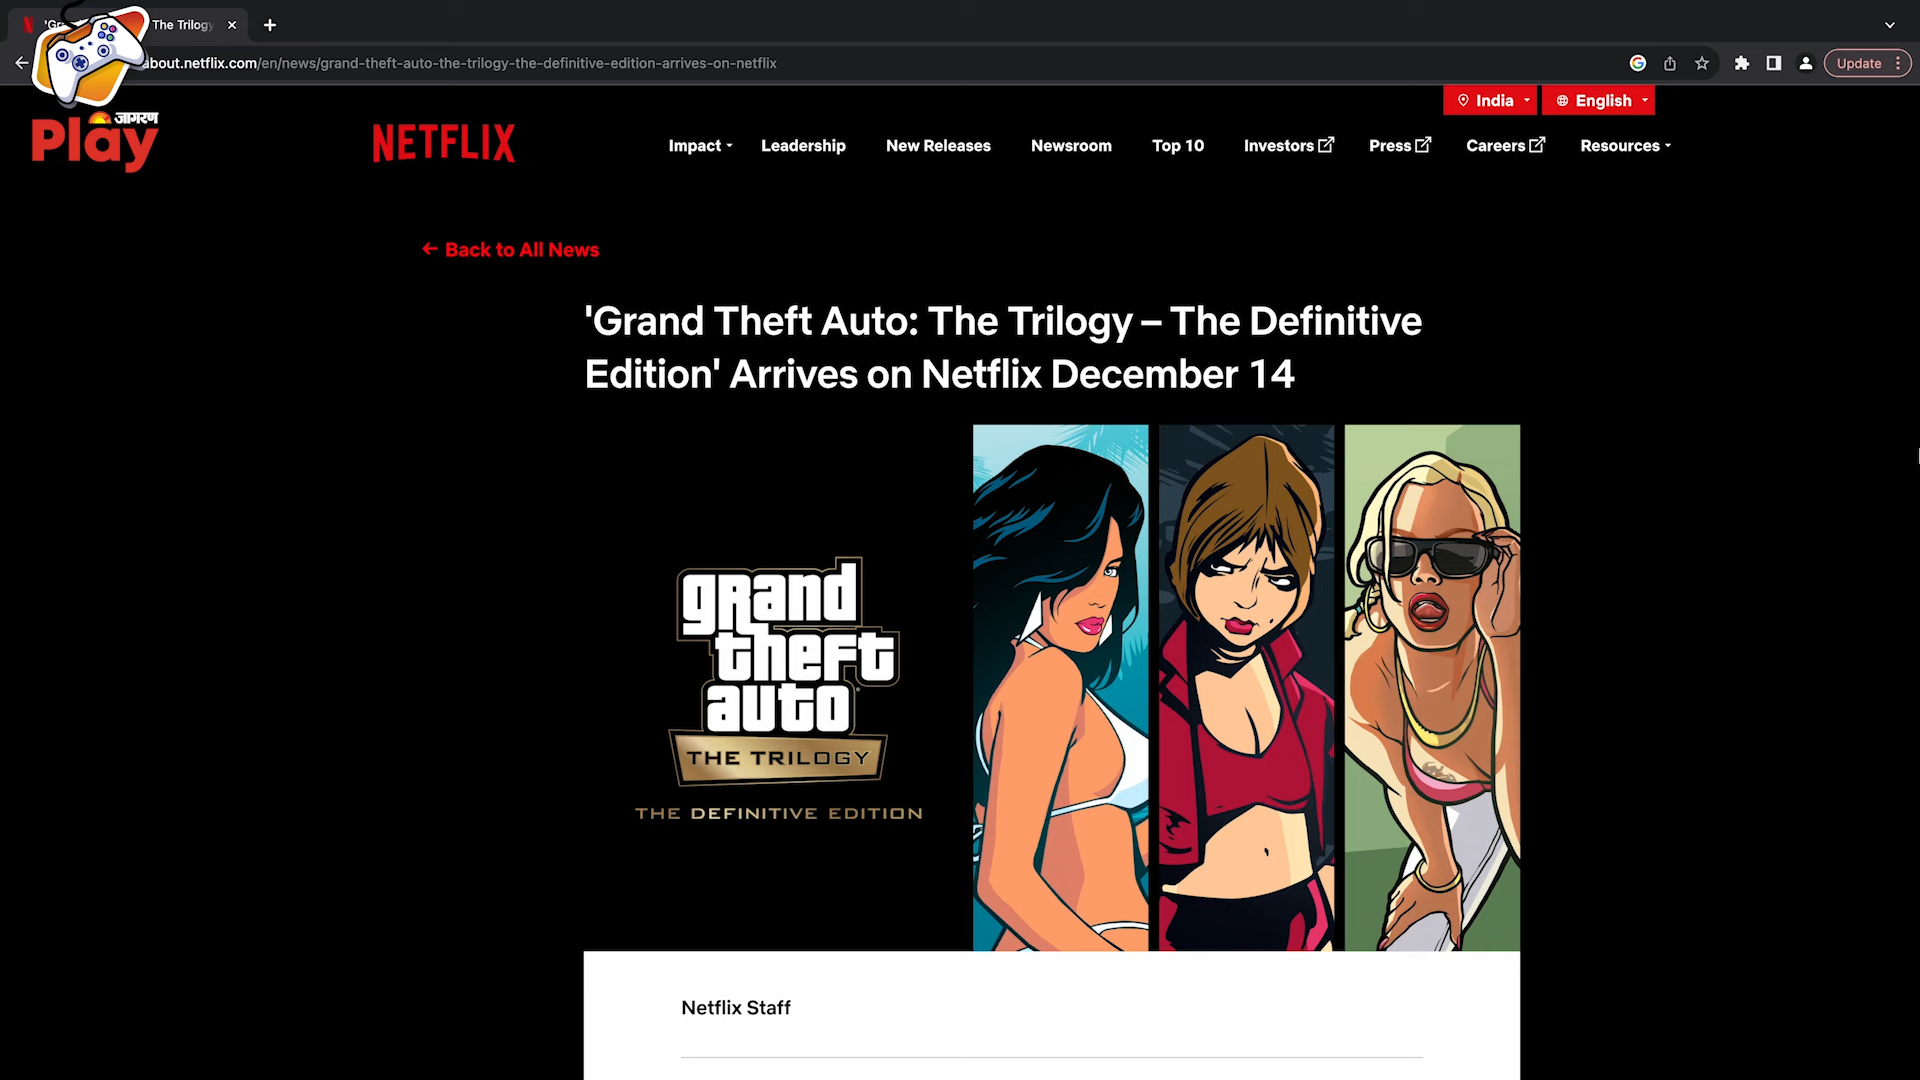 The Trilogy
about.netflix.com/en/news/grand-theft-auto-the-trilogy-the-definitive-edition-arrives-on-netflix
Update
जागरण
Play
India
English
NETFLIX
Impact
Leadership
New Releases
Newsroom
Top 10
Investors
Press
Careers
Resources
← Back to All News
'Grand Theft Auto: The Trilogy – The Definitive
Edition' Arrives on Netflix December 14
grand
theft
auto
THE TRILOGY
THE DEFINITIVE EDITION
Netflix Staff